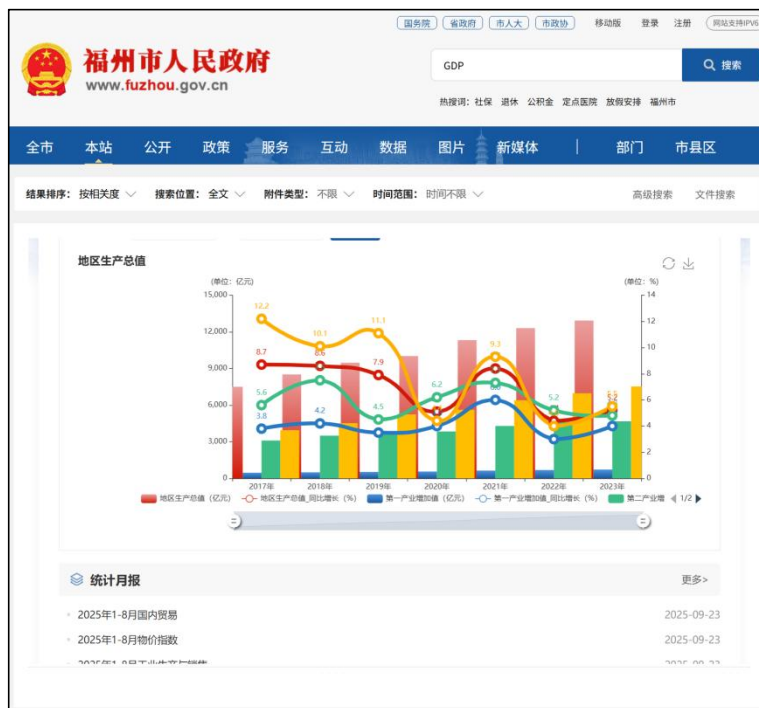 国务院 省政府 市人大 市政协 移动版 登录 注册 网站支持IPV6
福州市人民政府
www.fuzhou.gov.cn
GDP 搜索
热搜词: 社保 退休 公积金 定点医院 放假安排 福州市
全市 本站 公开 政策 服务 互动 数据 图片 新媒体 | 部门 市县区
结果排序: 按相关度 搜索位置: 全文 附件类型: 不限 时间范围: 时间不限 高级搜索 文件搜索
地区生产总值
(单位: 亿元) (单位: %)
15,000 14
12.2
12
12,000 11.1
10.1 10
9,000 9.3
8.7 8.6 7.9 8
6,000 5.6 6.2 6
4.5 5.2
3.8 4.2 4
3,000
2
0 0
2017年 2018年 2019年 2020年 2021年 2022年 2023年
地区生产总值 (亿元) 地区生产总值_同比增长 (%) 第一产业增加值 (亿元) 第一产业增加值_同比增长 (%) 第二产业增 1/2
统计月报 更多>
2025年1-8月国内贸易 2025-09-23
2025年1-8月物价指数 2025-09-23